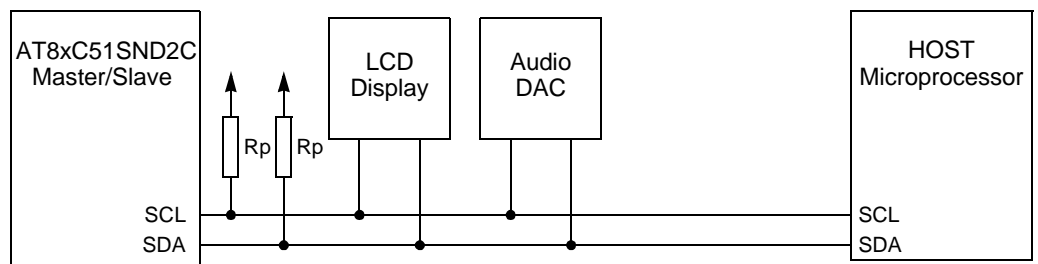 AT8xC51SND2C
Master/Slave
LCD
Display
Audio
DAC
HOST
Microprocessor
Rp
Rp
SCL
SDA
SCL
SDA